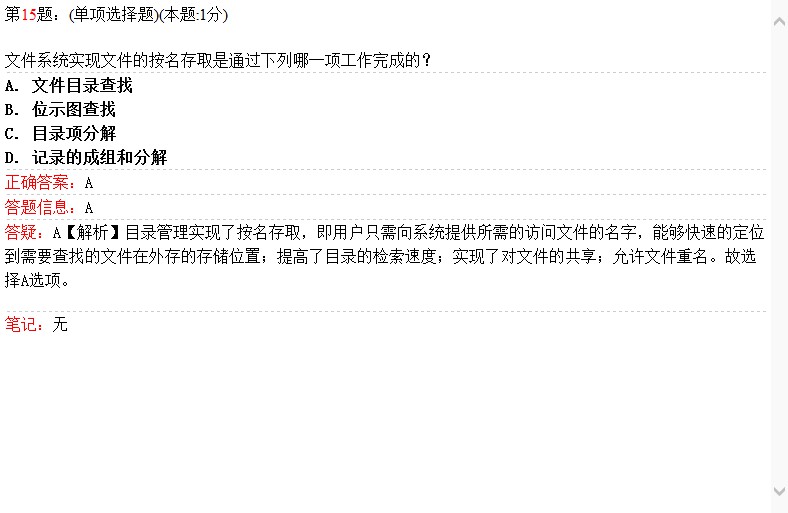 第15题：(单项选择题)(本题:1分)
文件系统实现文件的按名存取是通过下列哪一项工作完成的？
A. 文件目录查找
B. 位示图查找
C. 目录项分解
D. 记录的成组和分解
正确答案：A
答题信息：A
答疑：A【解析】目录管理实现了按名存取，即用户只需向系统提供所需的访问文件的名字，能够快速的定位
到需要查找的文件在外存的存储位置；提高了目录的检索速度；实现了对文件的共享；允许文件重名。故选
择A选项。
笔记：无